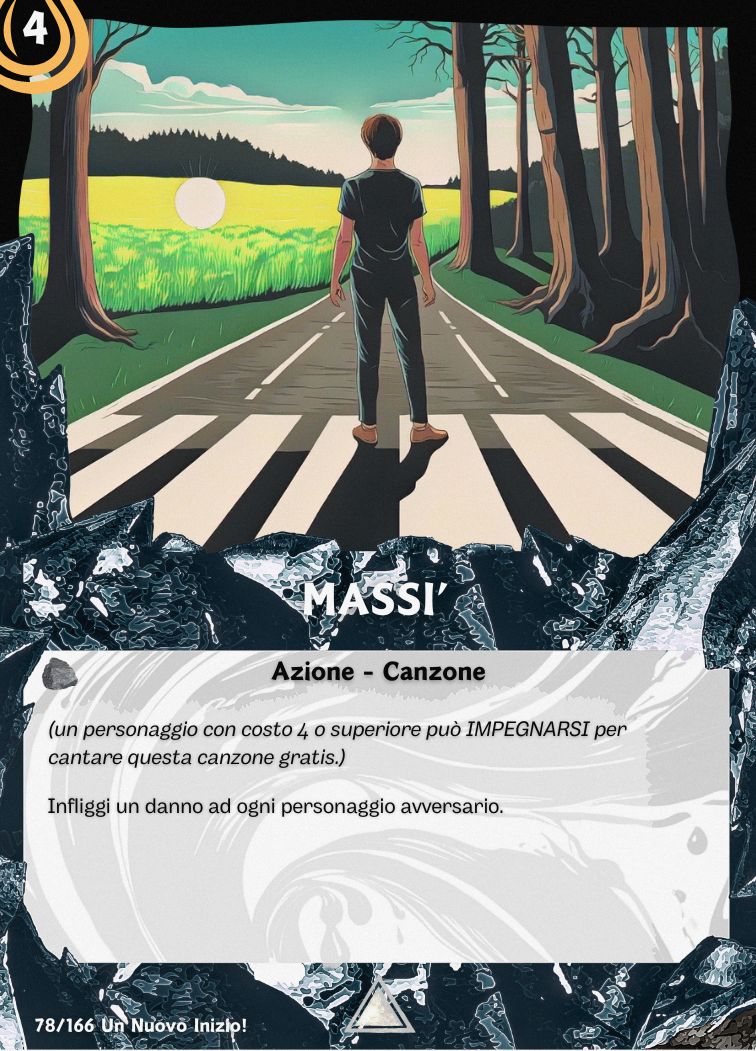 4
MASSI'
Azione - Canzone
(un personaggio con costo 4 o superiore può IMPEGNARSI per
cantare questa canzone gratis.)
Infliggi un danno ad ogni personaggio avversario.
78/166 Un Nuovo Inizio!